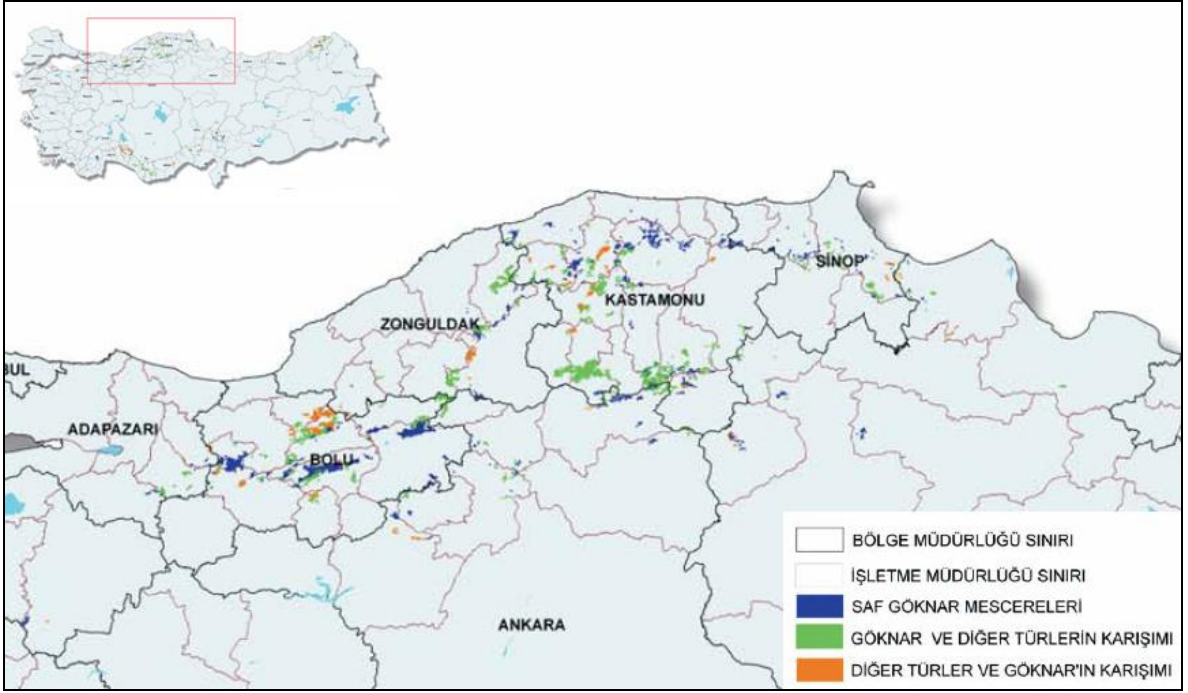 SİNOP
KASTAMONU
ZONGULDAK
BUL
ADAPAZARI
BOLU
ANKARA
BÖLGE MÜDÜRLÜĞÜ SINIRI
İŞLETME MÜDÜRLÜĞÜ SINIRI
SAF GÖKNAR MESCERELERİ
GÖKNAR VE DİĞER TÜRLERİN KARIŞIMI
DİĞER TÜRLER VE GÖKNAR'IN KARIŞIMI